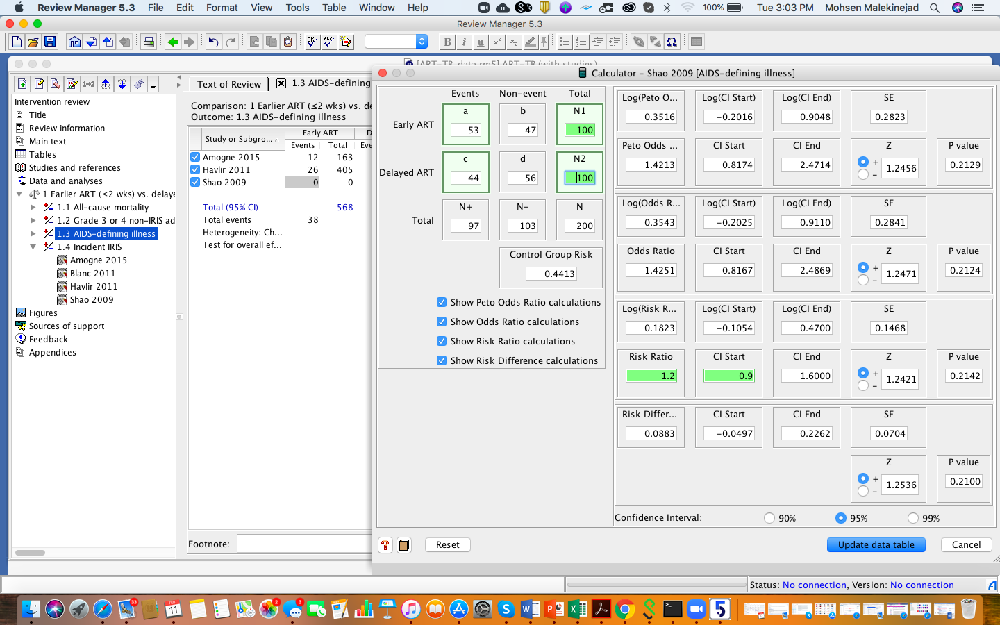 Review Manager 5.3 File Edit Format View Tools Table Window Help 100% Tue 3:03 PM Mohsen Malekinejad
Review Manager 5.3
[ART-TB_data.rm5] ART-TB (with studies)
Calculator – Shao 2009 [AIDS-defining illness]
Text of Review
1.3 AIDS-defining
Intervention review
Title
Review information
Main text
Tables
Studies and references
Data and analyses
1 Earlier ART (≤2 wks) vs. delaye
1.1 All-cause mortality
1.2 Grade 3 or 4 non-IRIS ad
1.3 AIDS-defining illness
1.4 Incident IRIS
Amogne 2015
Blanc 2011
Havlir 2011
Shao 2009
Figures
Sources of support
Feedback
Appendices
Comparison: 1 Earlier ART (≤2 wks) vs. de
Outcome: 1.3 AIDS-defining illness
Study or Subgro... Early ART D
Events Total Eve
Amogne 2015 12 163
Havlir 2011 26 405
Shao 2009 0 0
Total (95% CI) 568
Total events 38
Heterogeneity: Ch...
Test for overall ef...
Footnote:
Events Non-event Total
a b N1
Early ART 53 47 100
c d N2
Delayed ART 44 56 100
N+ N- N
Total 97 103 200
Control Group Risk
0.4413
Show Peto Odds Ratio calculations
Show Odds Ratio calculations
Show Risk Ratio calculations
Show Risk Difference calculations
Log(Peto O... Log(CI Start) Log(CI End) SE
0.3516 -0.2016 0.9048 0.2823
Peto Odds ... CI Start CI End Z P value
1.4213 0.8174 2.4714 + - 1.2456 0.2129
Log(Odds R... Log(CI Start) Log(CI End) SE
0.3543 -0.2025 0.9110 0.2841
Odds Ratio CI Start CI End Z P value
1.4251 0.8167 2.4869 + - 1.2471 0.2124
Log(Risk R... Log(CI Start) Log(CI End) SE
0.1823 -0.1054 0.4700 0.1468
Risk Ratio CI Start CI End Z P value
1.2 0.9 1.6000 + - 1.2421 0.2142
Risk Differ... CI Start CI End SE
0.0883 -0.0497 0.2262 0.0704
Z P value
+ - 1.2536 0.2100
Confidence Interval: 90% 95% 99%
Reset Update data table Cancel
Status: No connection, Version: No connection